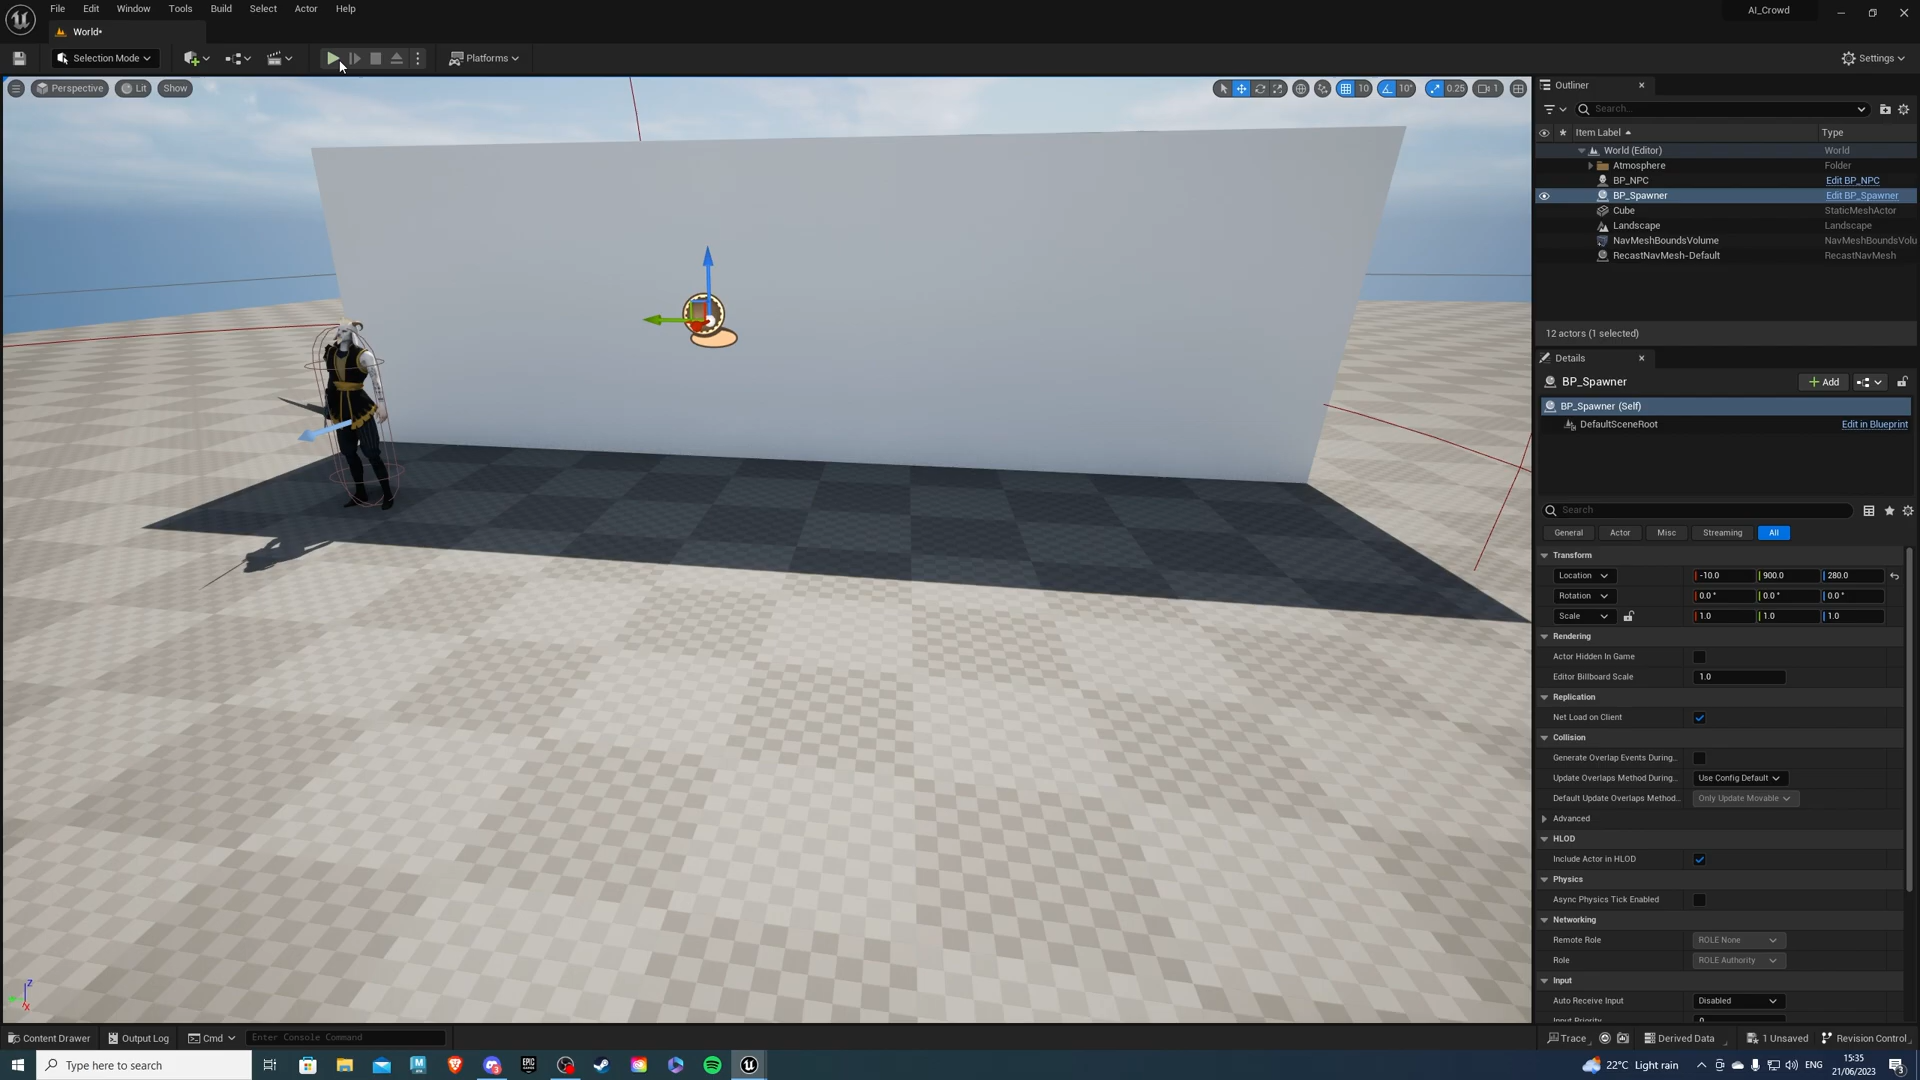 File Edit Window Tools Build Select Actor Help
AI_Crowd
World•
Selection Mode
Platforms
Settings
Perspective Lit Show
10 10° 0.25 1
Outliner
Search...
Item Label Type
World (Editor) World
Atmosphere Folder
BP_NPC Edit BP_NPC
BP_Spawner Edit BP_Spawner
Cube StaticMeshActor
Landscape Landscape
NavMeshBoundsVolume NavMeshBoundsVolu
RecastNavMesh-Default RecastNavMesh
12 actors (1 selected)
Details
BP_Spawner
Add
BP_Spawner (Self)
DefaultSceneRoot Edit in Blueprint
Search
General Actor Misc Streaming All
Transform
Location -10.0 900.0 280.0
Rotation 0.0 ° 0.0 ° 0.0 °
Scale 1.0 1.0 1.0
Rendering
Actor Hidden In Game
Editor Billboard Scale 1.0
Replication
Net Load on Client
Collision
Generate Overlap Events During..
Update Overlaps Method During... Use Config Default
Default Update Overlaps Method... Only Update Movable
Advanced
HLOD
Include Actor in HLOD
Physics
Async Physics Tick Enabled
Networking
Remote Role ROLE None
Role ROLE Authority
Input
Auto Receive Input Disabled
Input Priority 0
Z
X
Content Drawer Output Log Cmd Enter Console Command
Trace Derived Data 1 Unsaved Revision Control
Type here to search
22°C Light rain
ENG
15:35
21/06/2023